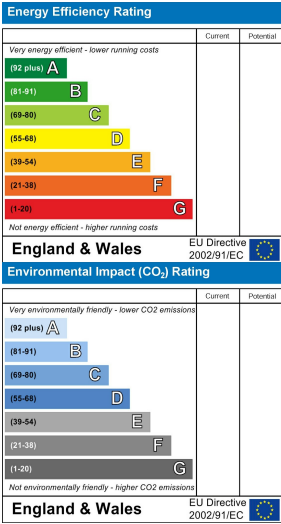 Energy Efficiency Rating
Current Potential
Very energy efficient - lower running costs
(92 plus) A
(81-91) B
(69-80) C
(55-68) D
(39-54) E
(21-38) F
(1-20) G
Not energy efficient - higher running costs
England & Wales
EU Directive
2002/91/EC
Environmental Impact (CO₂) Rating
Current Potential
Very environmentally friendly - lower CO2 emissions
(92 plus) A
(81-91) B
(69-80) C
(55-68) D
(39-54) E
(21-38) F
(1-20) G
Not environmentally friendly - higher CO2 emissions
England & Wales
EU Directive
2002/91/EC